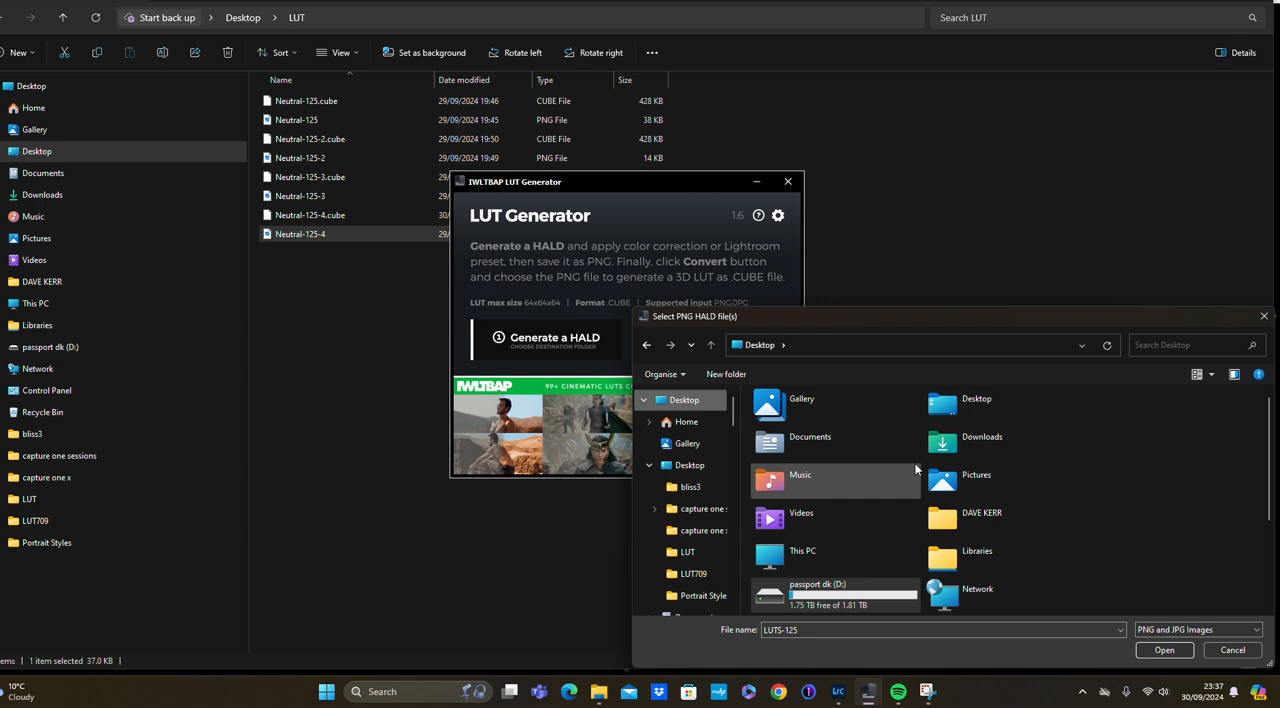 Start back up > Desktop > LUT
Search LUT
New
Sort
View
Set as background
Rotate left
Rotate right
Details
Desktop
Home
Gallery
Desktop
Documents
Downloads
Music
Pictures
Videos
DAVE KERR
This PC
Libraries
passport dk (D:)
Network
Control Panel
Recycle Bin
bliss3
capture one sessions
capture one x
LUT
LUT709
Portrait Styles
Name Date modified Type Size
Neutral-125.cube 29/09/2024 19:46 CUBE File 428 KB
Neutral-125 29/09/2024 19:45 PNG File 38 KB
Neutral-125-2.cube 29/09/2024 19:50 CUBE File 428 KB
Neutral-125-2 29/09/2024 19:49 PNG File 14 KB
Neutral-125-3.cube 29/
Neutral-125-3 29/
Neutral-125-4.cube 30/
Neutral-125-4 29/
IWLTBAP LUT Generator
LUT Generator
1.6
Generate a HALD and apply color correction or Lightroom
preset, then save it as PNG. Finally, click Convert button
and choose the PNG file to generate a 3D LUT as .CUBE file.
LUT max size 64x64x64 | Format .CUBE | Supported input PNG/JPG
1 Generate a HALD
CHOOSE DESTINATION FOLDER
IWLTBAP 99+ CINEMATIC LUTS
Select PNG HALD file(s)
Desktop >
Search Desktop
Organise
New folder
Desktop
Home
Gallery
Desktop
bliss3
capture one
capture one
LUT
LUT709
Portrait Style
Gallery
Desktop
Documents
Downloads
Music
Pictures
Videos
DAVE KERR
This PC
Libraries
passport dk (D:)
1.75 TB free of 1.81 TB
Network
File name: LUTS-125
PNG and JPG Images
Open
Cancel
ems | 1 item selected 37.0 KB |
10°C
Cloudy
Search
Lrc
23:37
30/09/2024